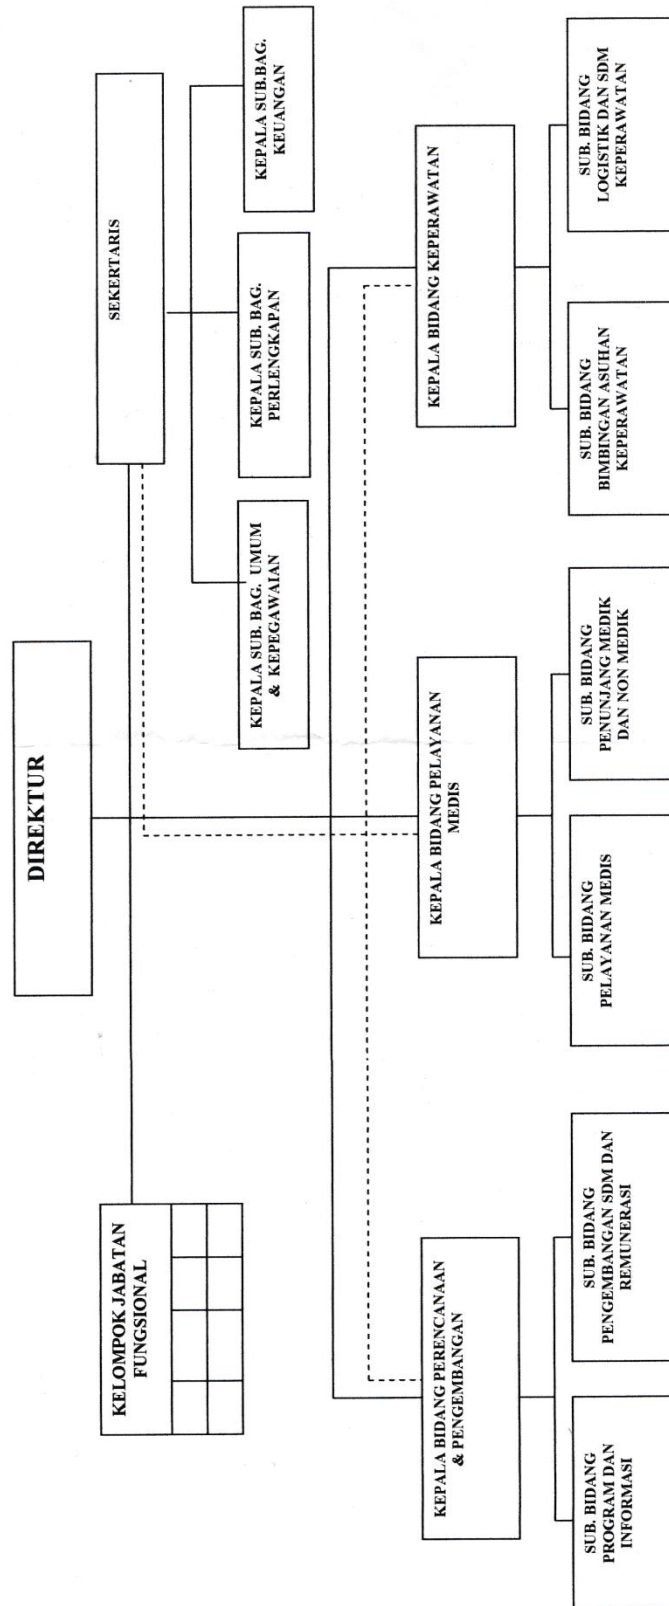 DIREKTUR
KELOMPOK JABATAN
FUNGSIONAL
SEKERTARIS
KEPALA SUB. BAG. UMUM
& KEPEGAWAIAN
KEPALA SUB. BAG.
PERLENGKAPAN
KEPALA SUB.BAG.
KEUANGAN
KEPALA BIDANG PERENCANAAN
& PENGEMBANGAN
KEPALA BIDANG PELAYANAN
MEDIS
KEPALA BIDANG KEPERAWATAN
SUB. BIDANG
PROGRAM DAN
INFORMASI
SUB. BIDANG
PENGEMBANGAN SDM DAN
REMUNERASI
SUB. BIDANG
PELAYANAN MEDIS
SUB. BIDANG
PENUNJANG MEDIK
DAN NON MEDIK
SUB. BIDANG
BIMBINGAN ASUHAN
KEPERAWATAN
SUB. BIDANG
LOGISTIK DAN SDM
KEPERAWATAN